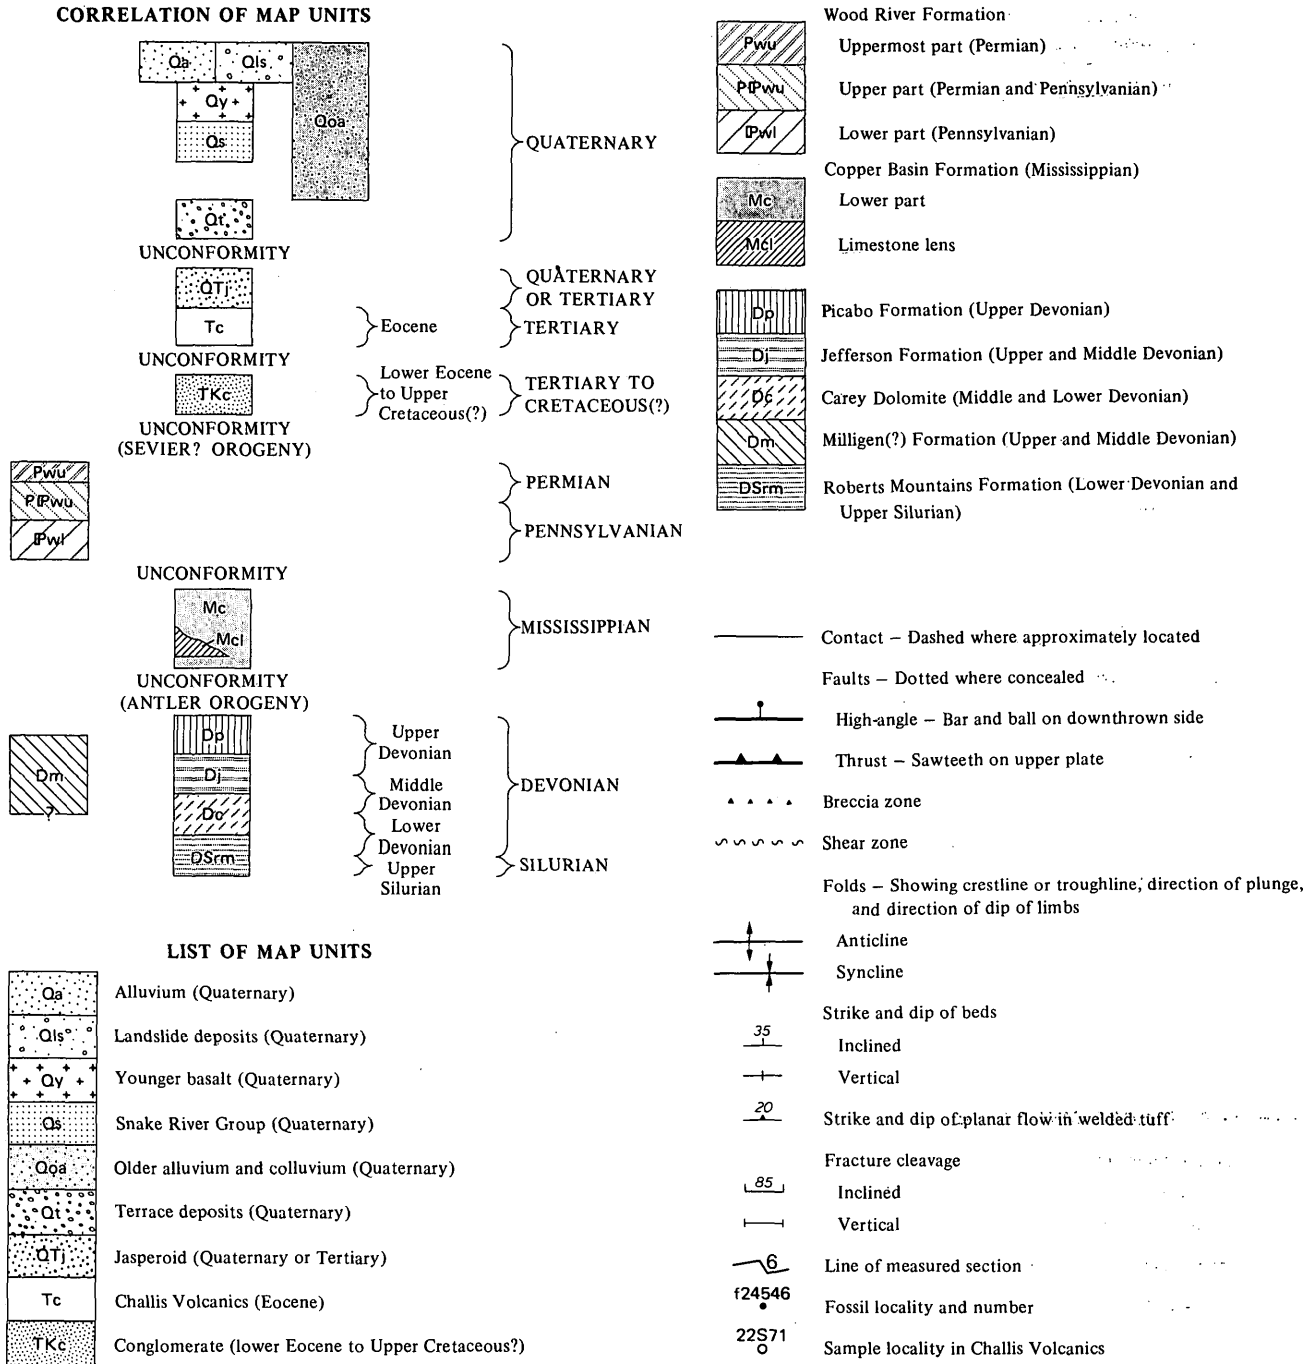 CORRELATION OF MAP UNITS
Qa
Qls
Qoa
Qy
Qs
QUATERNARY
Qt
UNCONFORMITY
QTj
QUATERNARY
OR TERTIARY
Tc
Eocene
TERTIARY
UNCONFORMITY
TKc
Lower Eocene
to Upper
Cretaceous(?)
TERTIARY TO
CRETACEOUS(?)
UNCONFORMITY
(SEVIER? OROGENY)
Pwu
PERMIAN
PℙPwu
ℙwl
PENNSYLVANIAN
UNCONFORMITY
Mc
Mcl
MISSISSIPPIAN
UNCONFORMITY
(ANTLER OROGENY)
Dm
?
Dp
Dj
Dc
DSrm
Upper
Devonian
Middle
Devonian
Lower
Devonian
Upper
Silurian
DEVONIAN
SILURIAN
LIST OF MAP UNITS
Qa Alluvium (Quaternary)
Qls Landslide deposits (Quaternary)
Qy Younger basalt (Quaternary)
Qs Snake River Group (Quaternary)
Qoa Older alluvium and colluvium (Quaternary)
Qt Terrace deposits (Quaternary)
QTj Jasperoid (Quaternary or Tertiary)
Tc Challis Volcanics (Eocene)
TKc Conglomerate (lower Eocene to Upper Cretaceous?)
Wood River Formation
Pwu Uppermost part (Permian)
PℙPwu Upper part (Permian and Pennsylvanian)
ℙwl Lower part (Pennsylvanian)
Copper Basin Formation (Mississippian)
Mc Lower part
Mcl Limestone lens
Dp Picabo Formation (Upper Devonian)
Dj Jefferson Formation (Upper and Middle Devonian)
Dc Carey Dolomite (Middle and Lower Devonian)
Dm Milligen(?) Formation (Upper and Middle Devonian)
DSrm Roberts Mountains Formation (Lower Devonian and
Upper Silurian)
Contact – Dashed where approximately located
Faults – Dotted where concealed
High-angle – Bar and ball on downthrown side
Thrust – Sawteeth on upper plate
Breccia zone
Shear zone
Folds – Showing crestline or troughline, direction of plunge,
and direction of dip of limbs
Anticline
Syncline
Strike and dip of beds
35 Inclined
Vertical
20 Strike and dip of planar flow in welded tuff
Fracture cleavage
85 Inclined
Vertical
6 Line of measured section
f24546 Fossil locality and number
22S71 Sample locality in Challis Volcanics